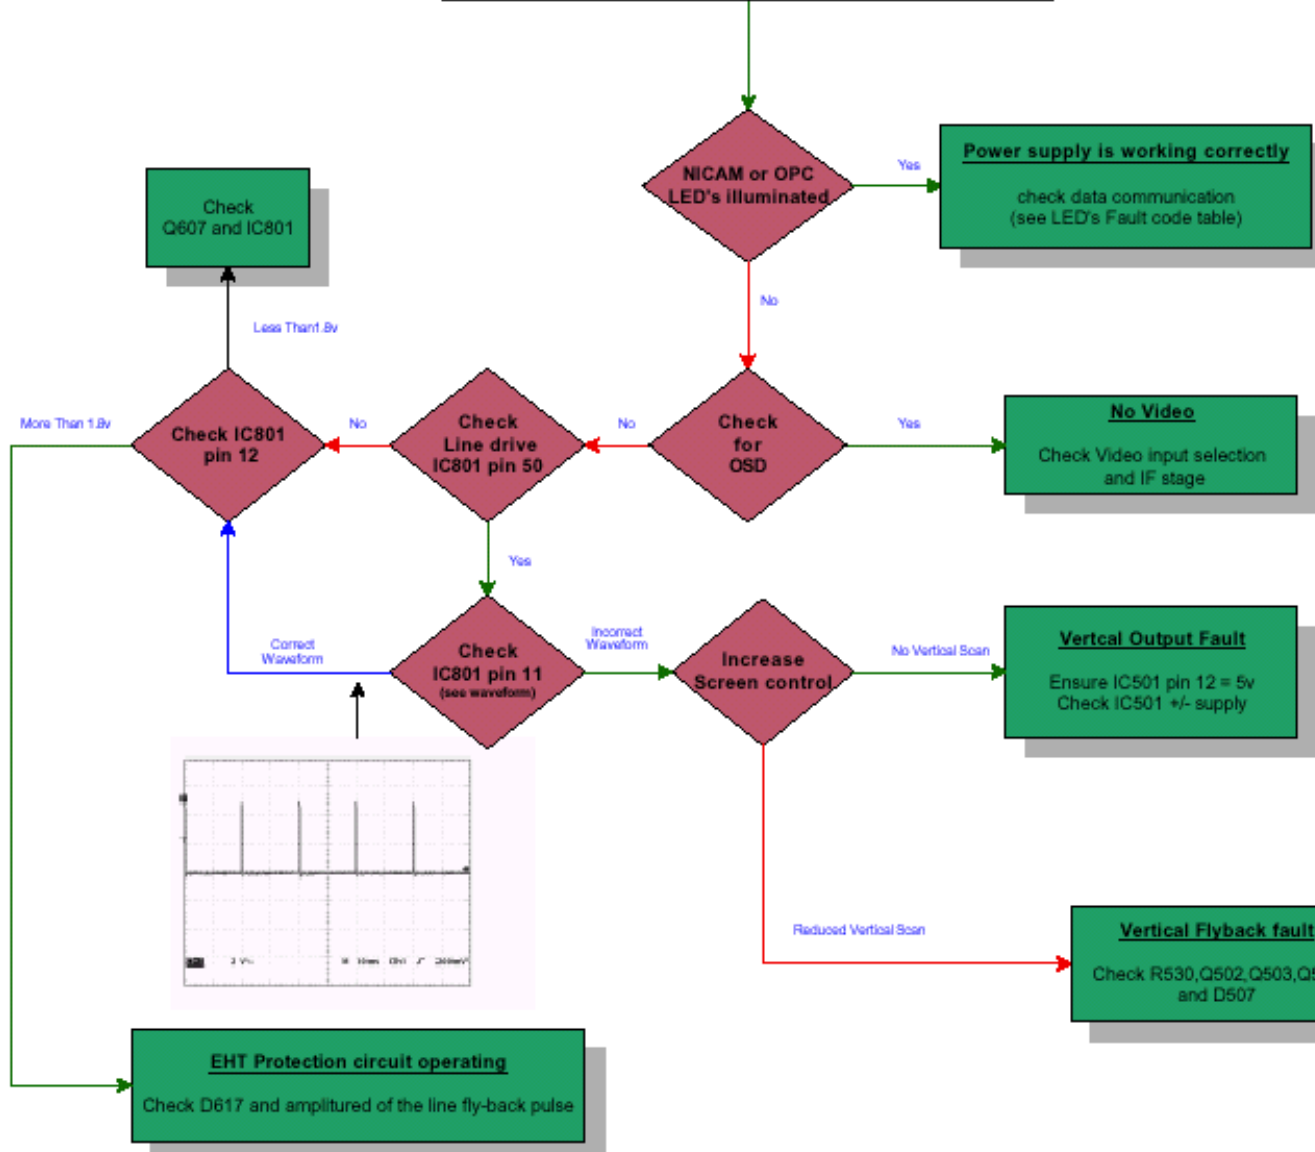 NICAM or OPC
LED's illuminated
Yes
Power supply is working correctly
check data communication
(see LED's Fault code table)
No
Check
Q607 and IC801
Less Than1.8v
More Than 1.8v
Check IC801
pin 12
No
Check
Line drive
IC801 pin 50
No
Check
for
OSD
Yes
No Video
Check Video input selection
and IF stage
Yes
Correct
Waveform
Check
IC801 pin 11
(see waveform)
Incorrect
Waveform
Increase
Screen control
No Vertical Scan
Vertcal Output Fault
Ensure IC501 pin 12 = 5v
Check IC501 +/- supply
Reduced Vertical Scan
Vertical Flyback fault
Check R530,Q502,Q503,
and D507
EHT Protection circuit operating
Check D617 and amplitured of the line fly-back pulse